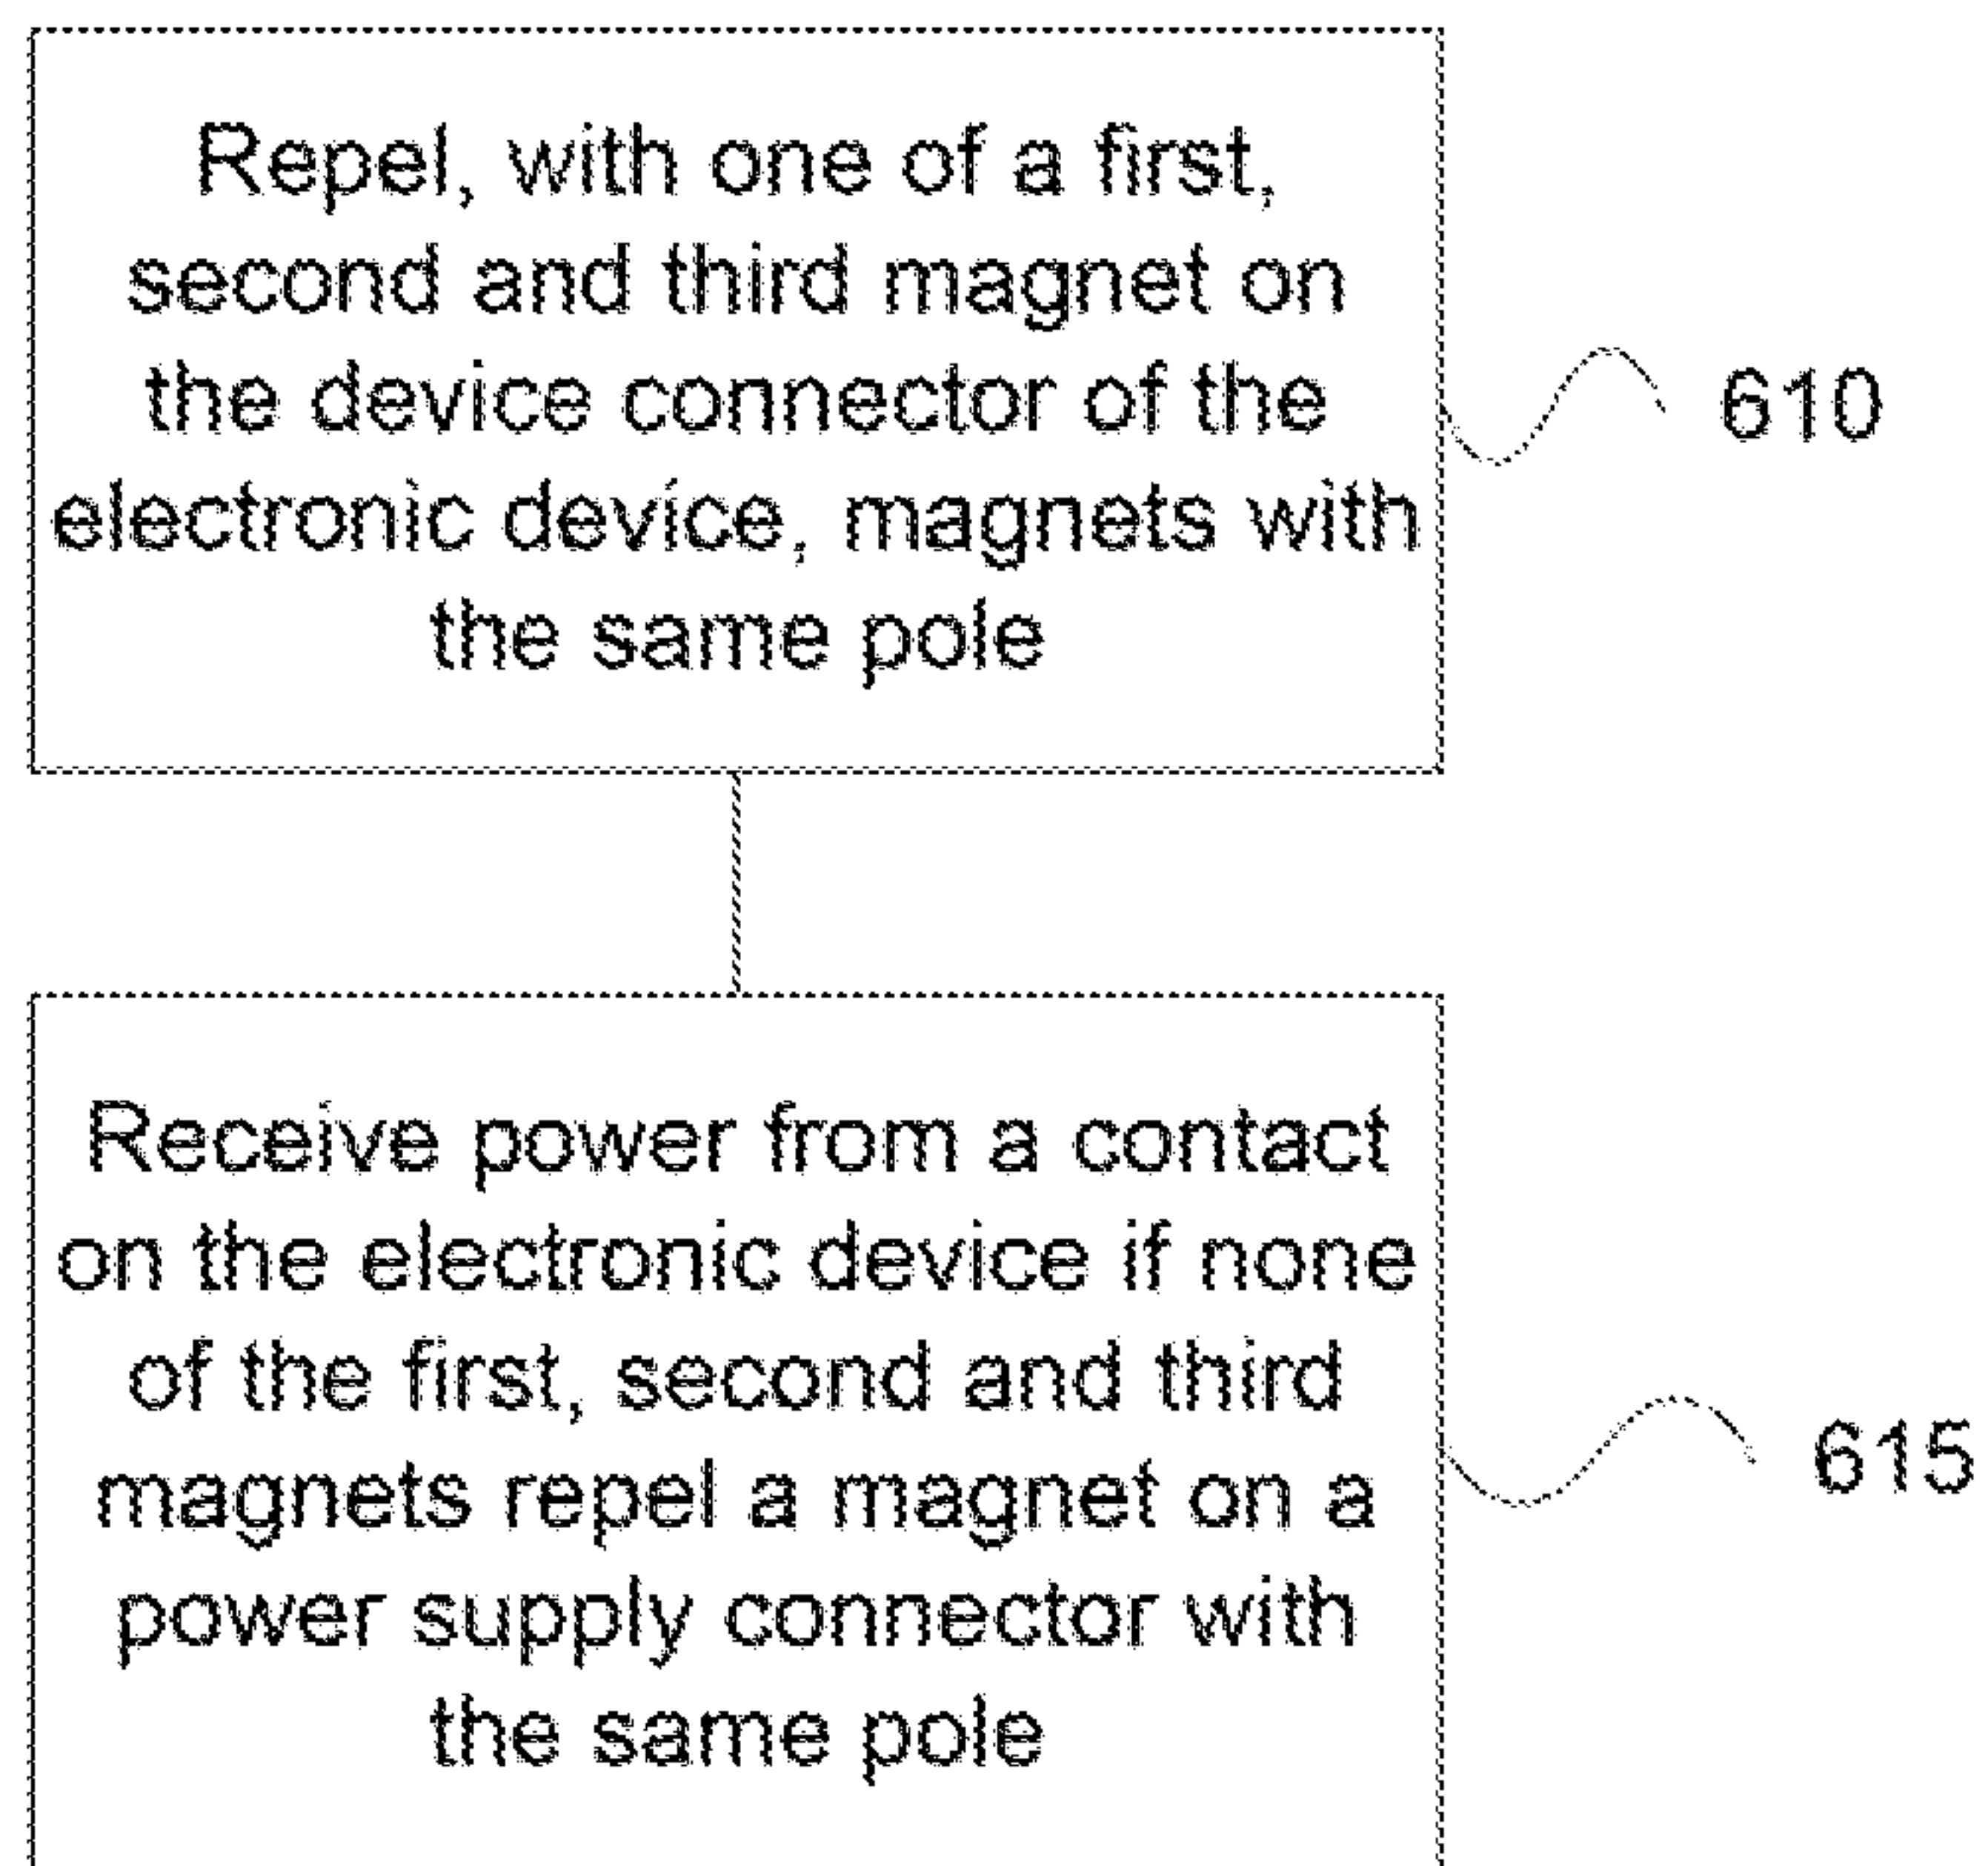 Repel, with one of a first,
second and third magnet on
the device connector of the
electronic device, magnets with
the same pole
610
Receive power from a contact
on the electronic device if none
of the first, second and third
magnets repel a magnet on a
power supply connector with
the same pole
615